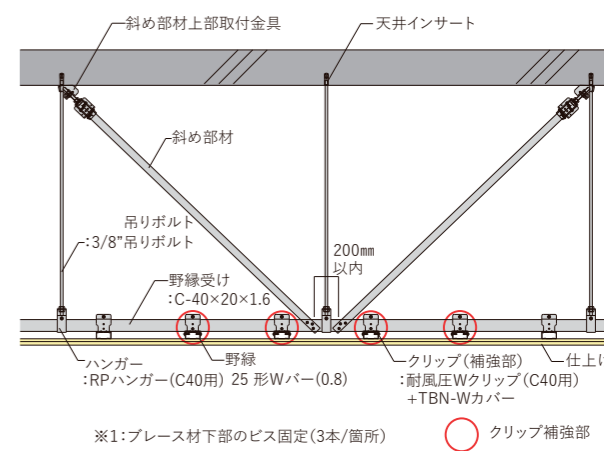 斜め部材上部取付金具
天井インサート
斜め部材
吊りボルト
:3/8”吊りボルト
200㎜
以内
野縁受け
:C-40×20×1.6
ハンガー
:RPハンガー(C40用)
野縁
25 形Wバー(0.8)
クリップ(補強部)
:耐風圧Wクリップ(C40用)
+TBN-Wカバー
仕上げ
※1:ブレース材下部のビス固定(3本/箇所)
クリップ補強部